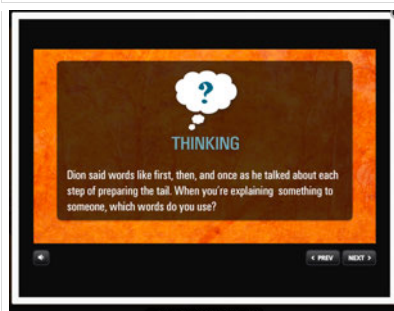 ?
THINKING
Dion said words like first, then, and once as he talked about each
step of preparing the tail. When you're explaining something to
someone, which words do you use?
< PREV NEXT >